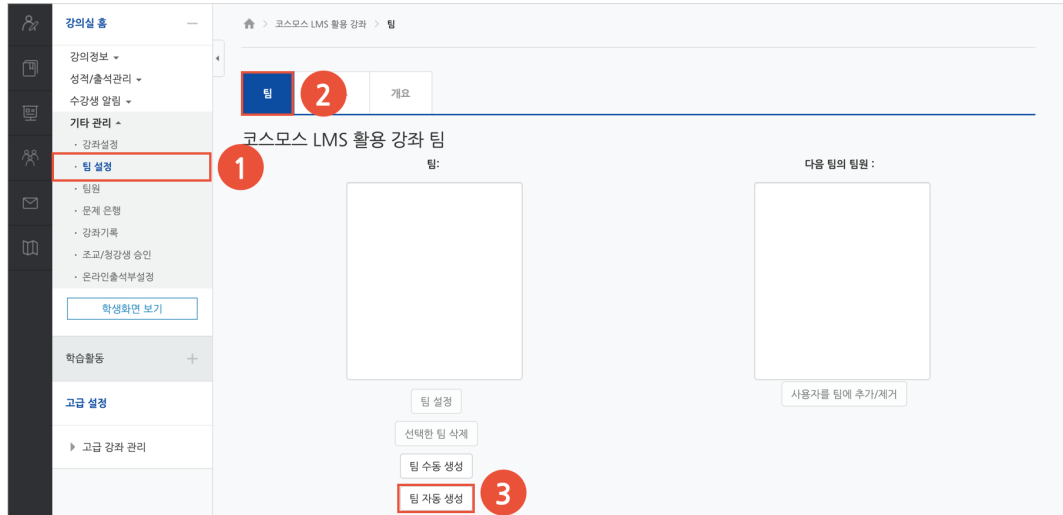 강의실 홈
강의정보
성적/출석관리
수강생 알림
기타 관리
· 강좌설정
· 팀 설정
· 팀원
· 문제 은행
· 강좌기록
· 조교/청강생 승인
· 온라인출석부설정
학생화면 보기
학습활동
고급 설정
고급 강좌 관리
1
코스모스 LMS 활용 강좌 > 팀
팀
2
개요
코스모스 LMS 활용 강좌 팀
팀:
다음 팀의 팀원 :
팀 설정
사용자를 팀에 추가/제거
선택한 팀 삭제
팀 수동 생성
팀 자동 생성
3